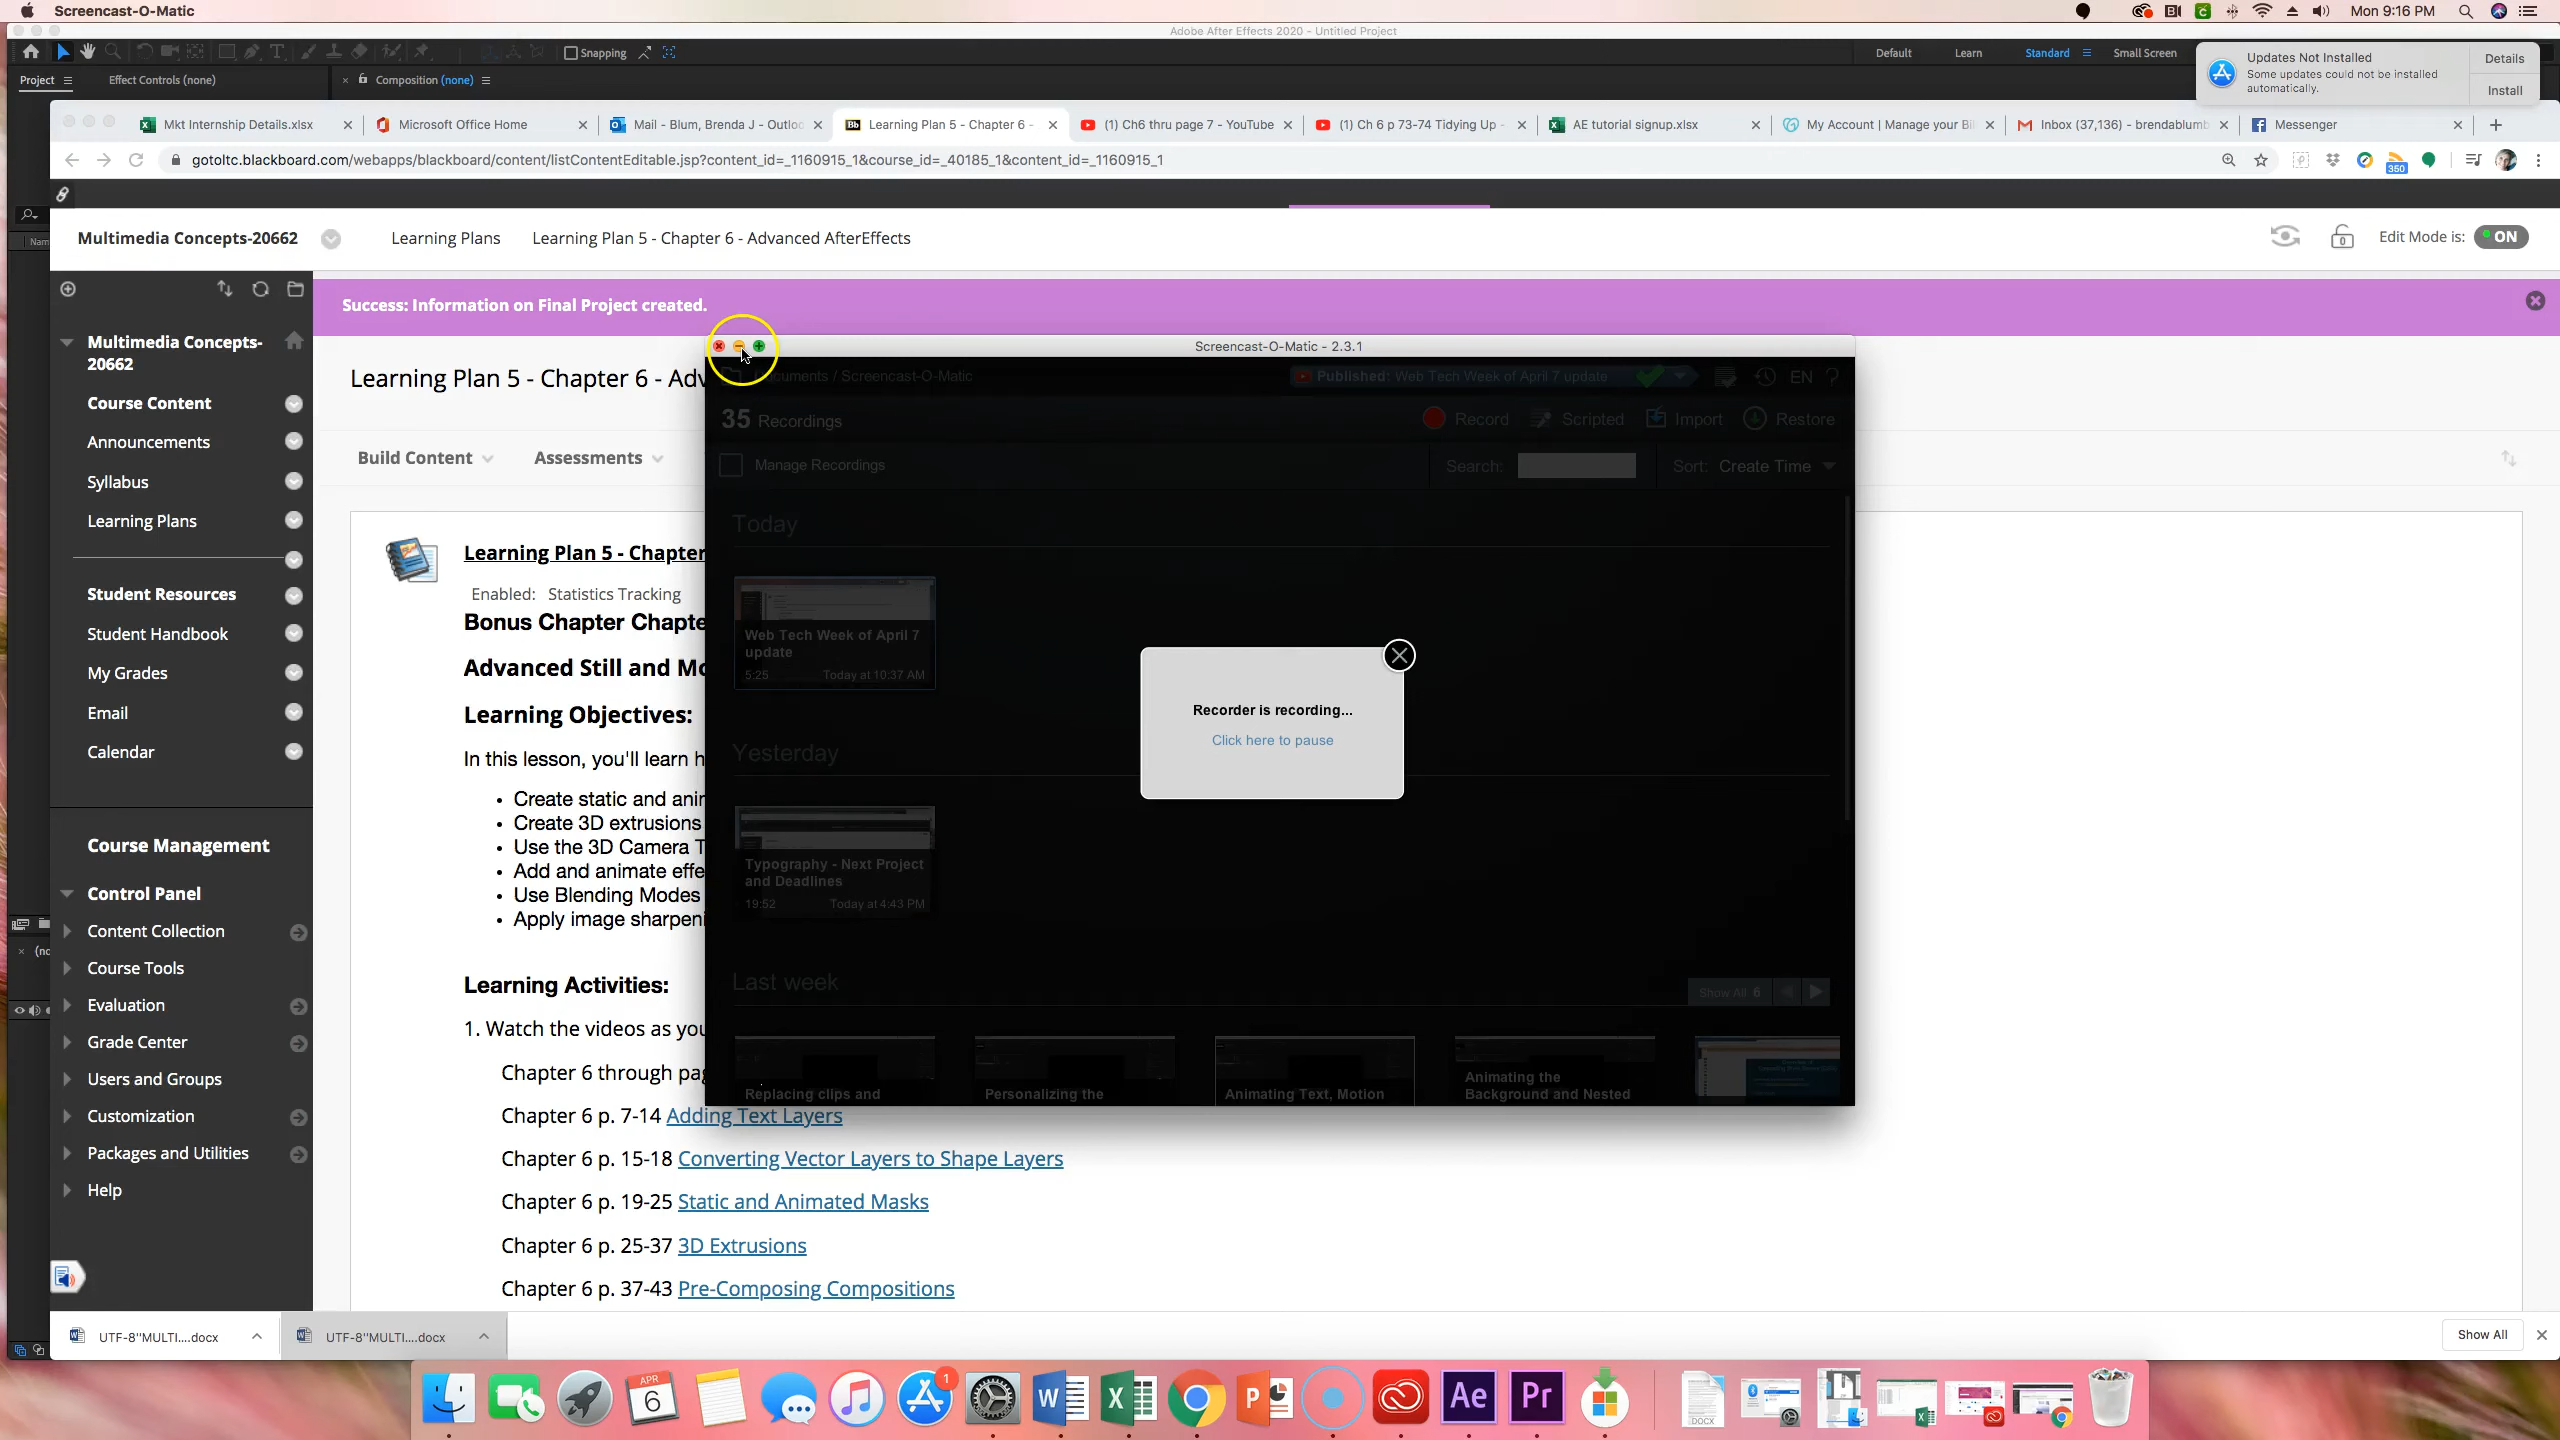 Screencast-O-Matic
Mon 9:16 PM
Adobe After Effects 2020 - Untitled Project
Snapping
Default
Learn
Standard
Small Screen
Updates Not Installed
Some updates could not be installed
automatically.
Details
Install
Project
Effect Controls (none)
Composition (none)
Mkt Internship Details.xlsx
Microsoft Office Home
Mail - Blum, Brenda J - Outloo
Bb
Learning Plan 5 - Chapter 6 -
(1) Ch6 thru page 7 - YouTube
(1) Ch 6 p 73-74 Tidying Up -
AE tutorial signup.xlsx
My Account | Manage your Bil
Inbox (37,136) - brendablumb
Messenger
gotoltc.blackboard.com/webapps/blackboard/content/listContentEditable.jsp?content_id=_1160915_1&course_id=_40185_1&content_id=_1160915_1
350
Multimedia Concepts-20662
Learning Plans
Learning Plan 5 - Chapter 6 - Advanced AfterEffects
Edit Mode is:
ON
Success: Information on Final Project created.
Multimedia Concepts-
20662
Course Content
Announcements
Syllabus
Learning Plans
Student Resources
Student Handbook
My Grades
Email
Calendar
Course Management
Control Panel
Content Collection
Course Tools
Evaluation
Grade Center
Users and Groups
Customization
Packages and Utilities
Help
Learning Plan 5 - Chapter 6 - Adv
Build Content
Assessments
Learning Plan 5 - Chapter
Enabled: Statistics Tracking
Bonus Chapter Chapte
Advanced Still and Mo
Learning Objectives:
In this lesson, you'll learn h
• Create static and anir
• Create 3D extrusions
• Use the 3D Camera T
• Add and animate effe
• Use Blending Modes
• Apply image sharpeni
Learning Activities:
1. Watch the videos as you
Chapter 6 through pag
Chapter 6 p. 7-14 Adding Text Layers
Chapter 6 p. 15-18 Converting Vector Layers to Shape Layers
Chapter 6 p. 19-25 Static and Animated Masks
Chapter 6 p. 25-37 3D Extrusions
Chapter 6 p. 37-43 Pre-Composing Compositions
Screencast-O-Matic - 2.3.1
/ Screencast-O-Matic
Published: Web Tech Week of April 7 update
EN
?
35 Recordings
Record
Scripted
Import
Restore
Manage Recordings
Search:
Sort: Create Time
Today
Web Tech Week of April 7
update
5:25
Today at 10:37 AM
Recorder is recording...
Click here to pause
Yesterday
Typography - Next Project
and Deadlines
19:52
Today at 4:43 PM
Last week
Show All 6
Replacing clips and
Personalizing the
Animating Text, Motion
Animating the
Background and Nested
UTF-8''MULTI....docx
UTF-8''MULTI....docx
Show All
APR
6
1
Ae
Pr
DOCX